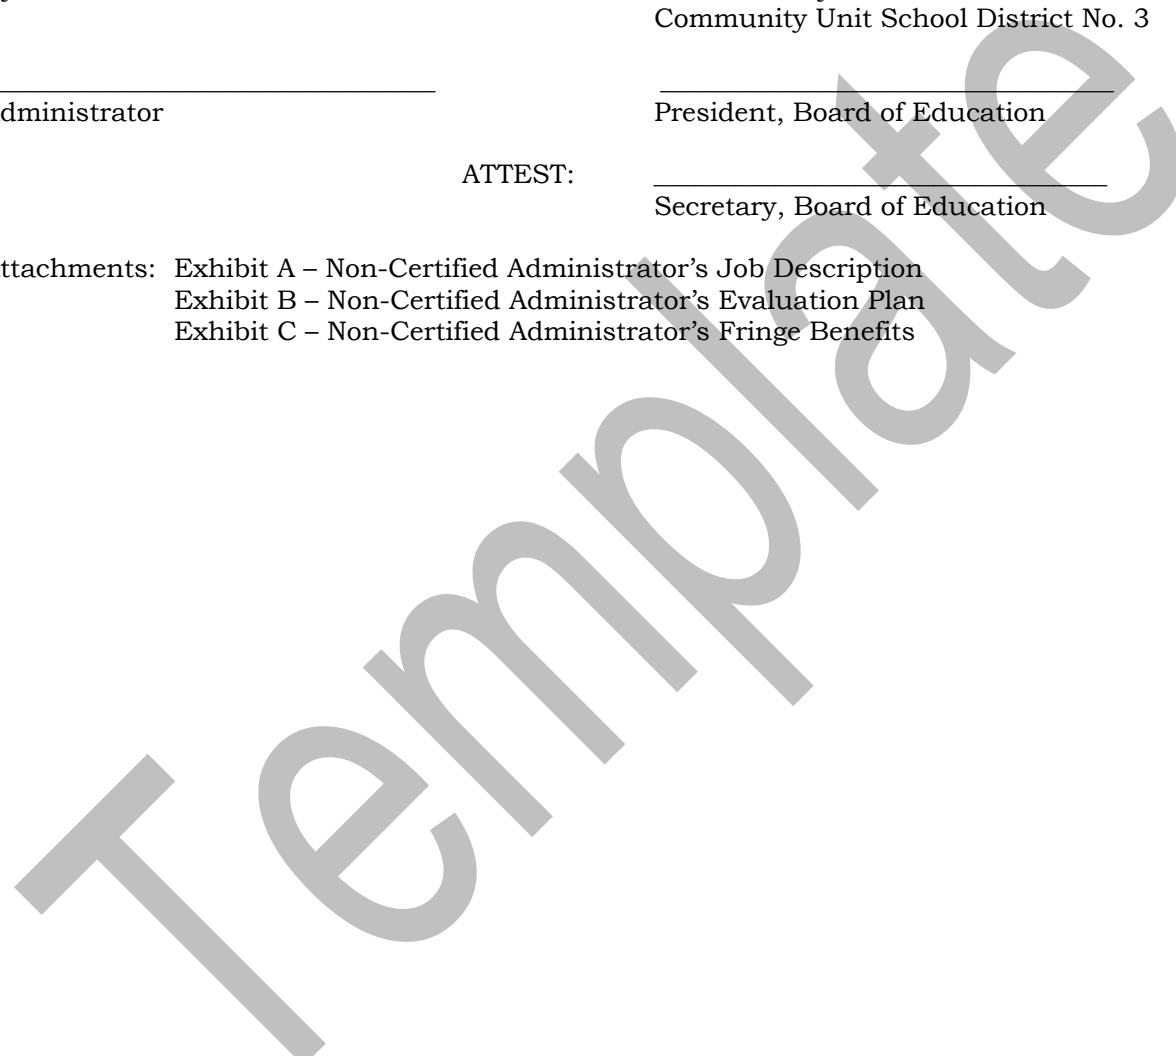 Community Unit School District No. 3
dministrator President, Board of Education
ATTEST:
Secretary, Board of Education
ttachments: Exhibit A – Non-Certified Administrator’s Job Description
Exhibit B – Non-Certified Administrator’s Evaluation Plan
Exhibit C – Non-Certified Administrator’s Fringe Benefits
Template